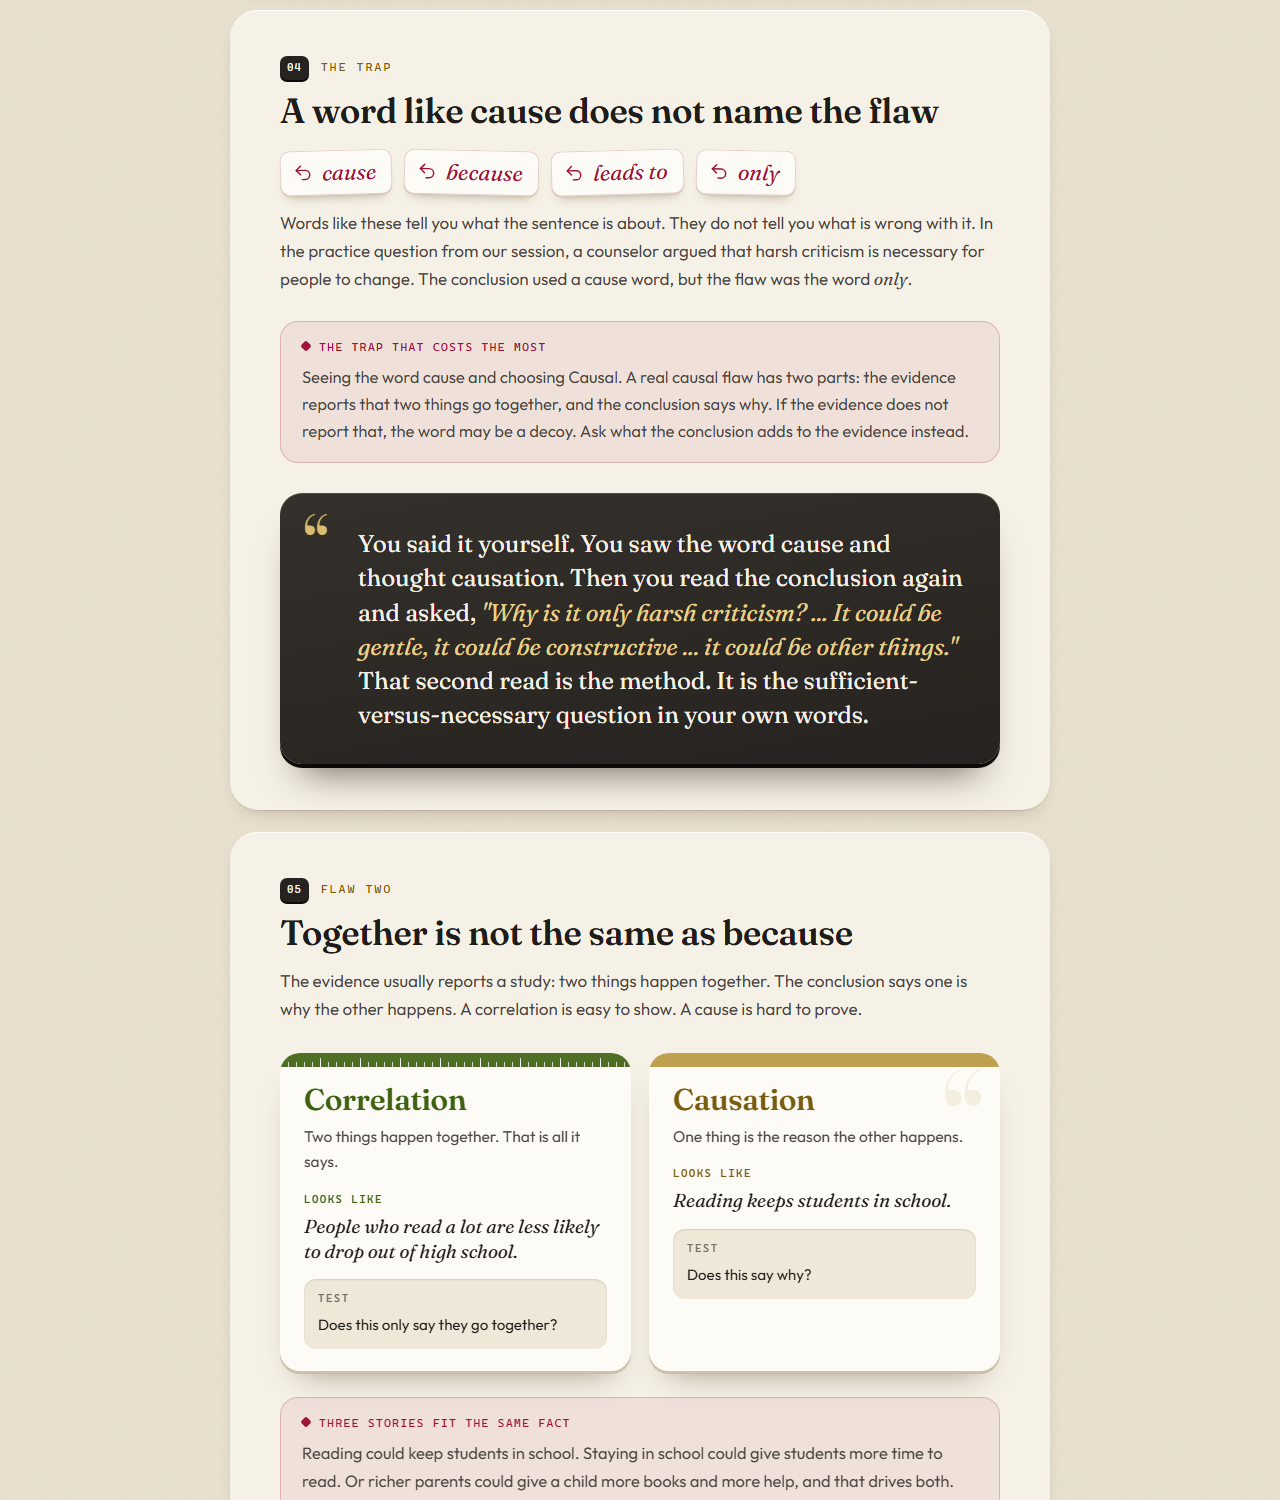 04 THE TRAP
A word like cause does not name the flaw
cause because leads to only
Words like these tell you what the sentence is about. They do not tell you what is wrong with it. In
the practice question from our session, a counselor argued that harsh criticism is necessary for
people to change. The conclusion used a cause word, but the flaw was the word only.
THE TRAP THAT COSTS THE MOST
Seeing the word cause and choosing Causal. A real causal flaw has two parts: the evidence
reports that two things go together, and the conclusion says why. If the evidence does not
report that, the word may be a decoy. Ask what the conclusion adds to the evidence instead.
“
You said it yourself. You saw the word cause and
thought causation. Then you read the conclusion again
and asked, "Why is it only harsh criticism? ... It could be
gentle, it could be constructive ... it could be other things."
That second read is the method. It is the sufficient-
versus-necessary question in your own words.
05 FLAW TWO
Together is not the same as because
The evidence usually reports a study: two things happen together. The conclusion says one is
why the other happens. A correlation is easy to show. A cause is hard to prove.
Correlation
Two things happen together. That is all it
says.
LOOKS LIKE
People who read a lot are less likely
to drop out of high school.
TEST
Does this only say they go together?
“
Causation
One thing is the reason the other happens.
LOOKS LIKE
Reading keeps students in school.
TEST
Does this say why?
THREE STORIES FIT THE SAME FACT
Reading could keep students in school. Staying in school could give students more time to
read. Or richer parents could give a child more books and more help, and that drives both.